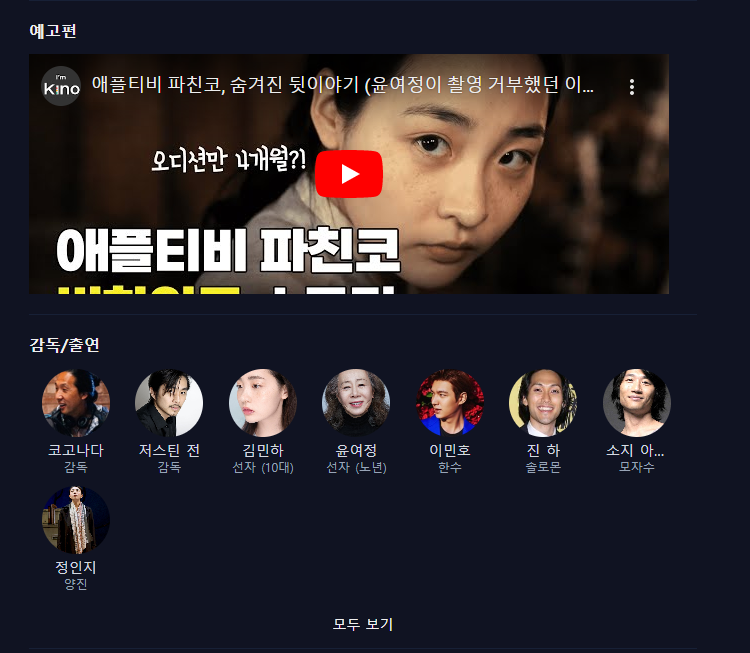 예고편
I'm
Kino
애플티비 파친코, 숨겨진 뒷이야기 (윤여정이 촬영 거부했던 이...
오디션만 4개월?!
애플티비 파친코
감독/출연
코고나다
감독
저스틴 전
감독
김민하
선자 (10대)
윤여정
선자 (노년)
이민호
한수
진 하
솔로몬
소지 아...
모자수
정인지
양진
모두 보기